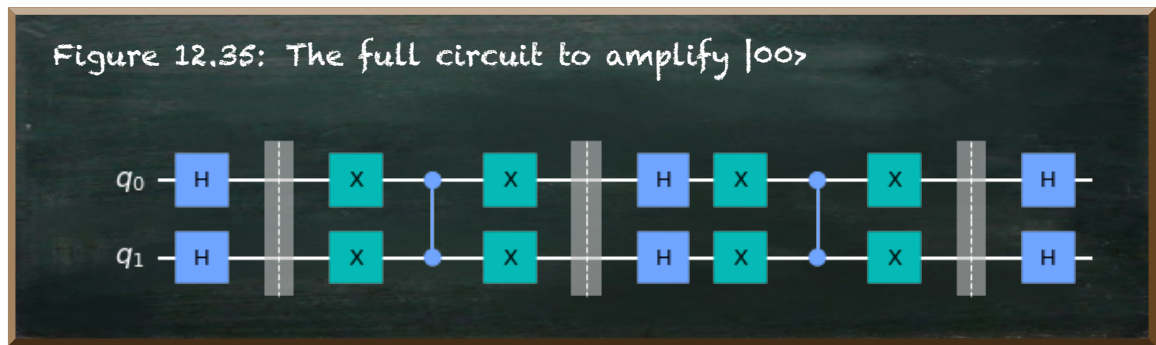 Figure 12.35: The full circuit to amplify |00>
q0 H X X H X X H
q1 H X X H X X H